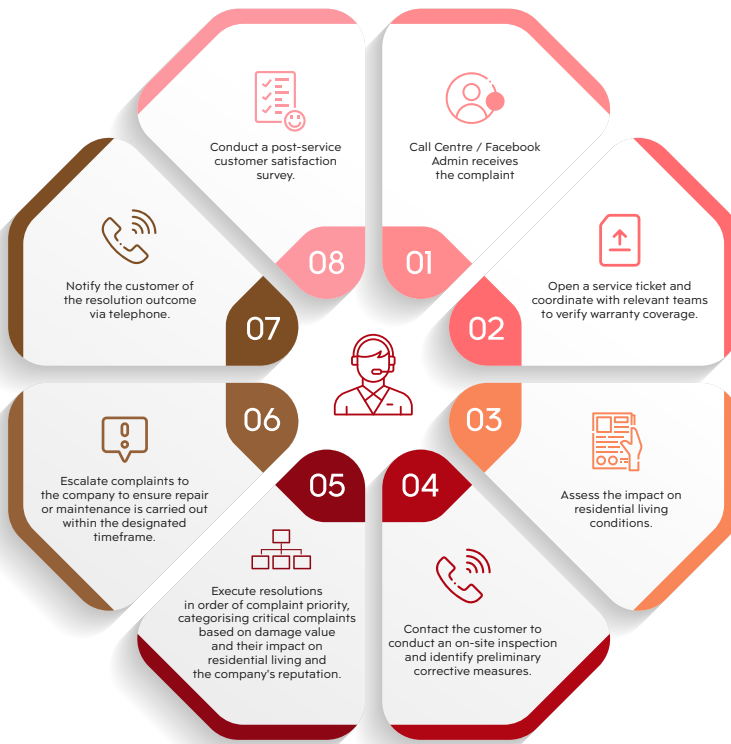 01
Call Centre / Facebook
Admin receives
the complaint
02
Open a service ticket and
coordinate with relevant teams
to verify warranty coverage.
03
Assess the impact on
residential living
conditions.
04
Contact the customer to
conduct an on-site inspection
and identify preliminary
corrective measures.
05
Execute resolutions
in order of complaint priority,
categorising critical complaints
based on damage value
and their impact on
residential living and
the company's reputation.
06
Escalate complaints to
the company to ensure repair
or maintenance is carried out
within the designated
timeframe.
07
Notify the customer of
the resolution outcome
via telephone.
08
Conduct a post-service
customer satisfaction
survey.